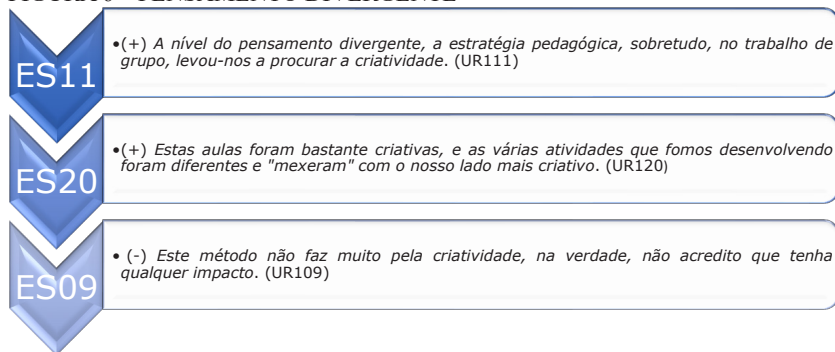 ES11
•(+) A nível do pensamento divergente, a estratégia pedagógica, sobretudo, no trabalho de
grupo, levou-nos a procurar a criatividade. (UR111)
ES20
•(+) Estas aulas foram bastante criativas, e as várias atividades que fomos desenvolvendo
foram diferentes e "mexeram" com o nosso lado mais criativo. (UR120)
ES09
• (-) Este método não faz muito pela criatividade, na verdade, não acredito que tenha
qualquer impacto. (UR109)